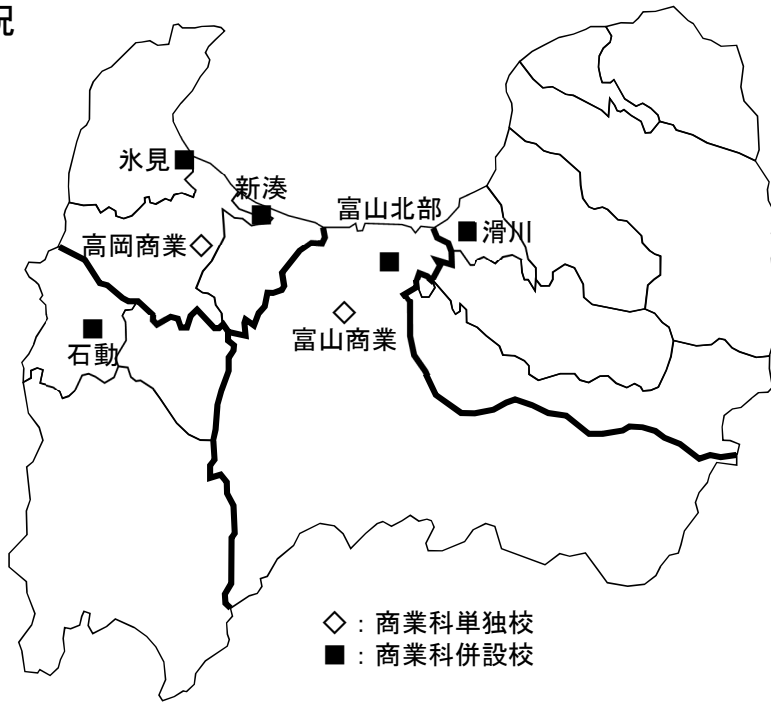 況
氷見
新湊
富山北部
高岡商業
滑川
石動
富山商業
◇：商業科単独校
■：商業科併設校